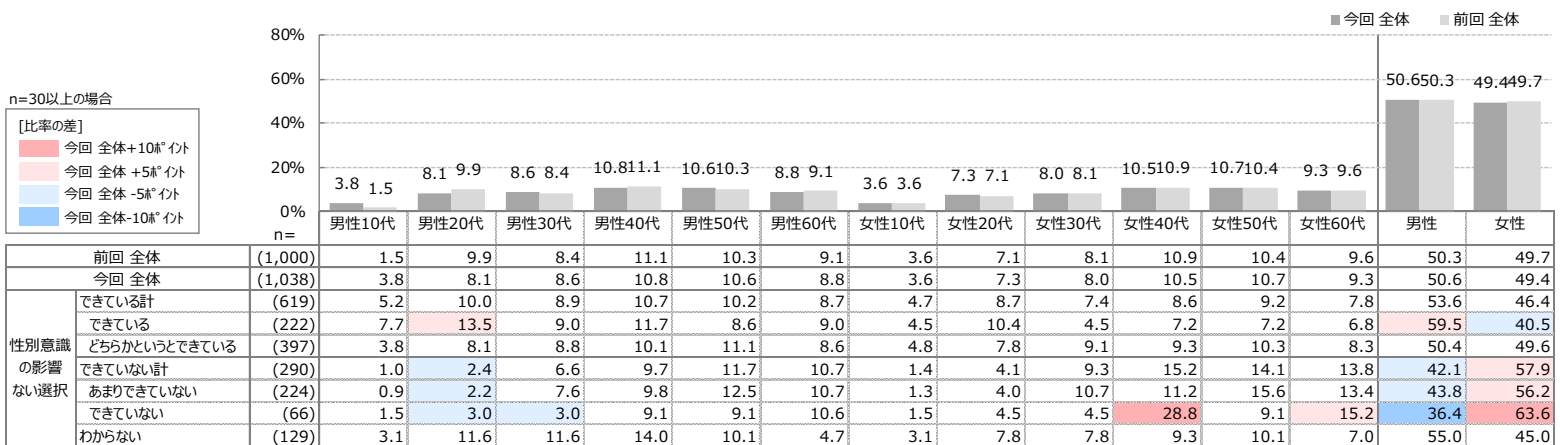 ■今回 全体 ■前回 全体
80%
60%
40%
20%
0%
n=30以上の場合
[比率の差]
今回 全体+10ﾎﾟｲﾝﾄ
今回 全体 +5ﾎﾟｲﾝﾄ
今回 全体 -5ﾎﾟｲﾝﾄ
今回 全体-10ﾎﾟｲﾝﾄ
3.8 1.5 8.1 9.9 8.6 8.4 10.8 11.1 10.6 10.3 8.8 9.1 3.6 3.6 7.3 7.1 8.0 8.1 10.5 10.9 10.7 10.4 9.3 9.6 50.6 50.3 49.4 49.7
n= 男性10代 男性20代 男性30代 男性40代 男性50代 男性60代 女性10代 女性20代 女性30代 女性40代 女性50代 女性60代 男性 女性
前回 全体 (1,000) 1.5 9.9 8.4 11.1 10.3 9.1 3.6 7.1 8.1 10.9 10.4 9.6 50.3 49.7
今回 全体 (1,038) 3.8 8.1 8.6 10.8 10.6 8.8 3.6 7.3 8.0 10.5 10.7 9.3 50.6 49.4
性別意識
の影響
ない選択
できている計 (619) 5.2 10.0 8.9 10.7 10.2 8.7 4.7 8.7 7.4 8.6 9.2 7.8 53.6 46.4
できている (222) 7.7 13.5 9.0 11.7 8.6 9.0 4.5 10.4 4.5 7.2 7.2 6.8 59.5 40.5
どちらかというとできている (397) 3.8 8.1 8.8 10.1 11.1 8.6 4.8 7.8 9.1 9.3 10.3 8.3 50.4 49.6
できていない計 (290) 1.0 2.4 6.6 9.7 11.7 10.7 1.4 4.1 9.3 15.2 14.1 13.8 42.1 57.9
あまりできていない (224) 0.9 2.2 7.6 9.8 12.5 10.7 1.3 4.0 10.7 11.2 15.6 13.4 43.8 56.2
できていない (66) 1.5 3.0 3.0 9.1 9.1 10.6 1.5 4.5 4.5 28.8 9.1 15.2 36.4 63.6
わからない (129) 3.1 11.6 11.6 14.0 10.1 4.7 3.1 7.8 7.8 9.3 10.1 7.0 55.0 45.0